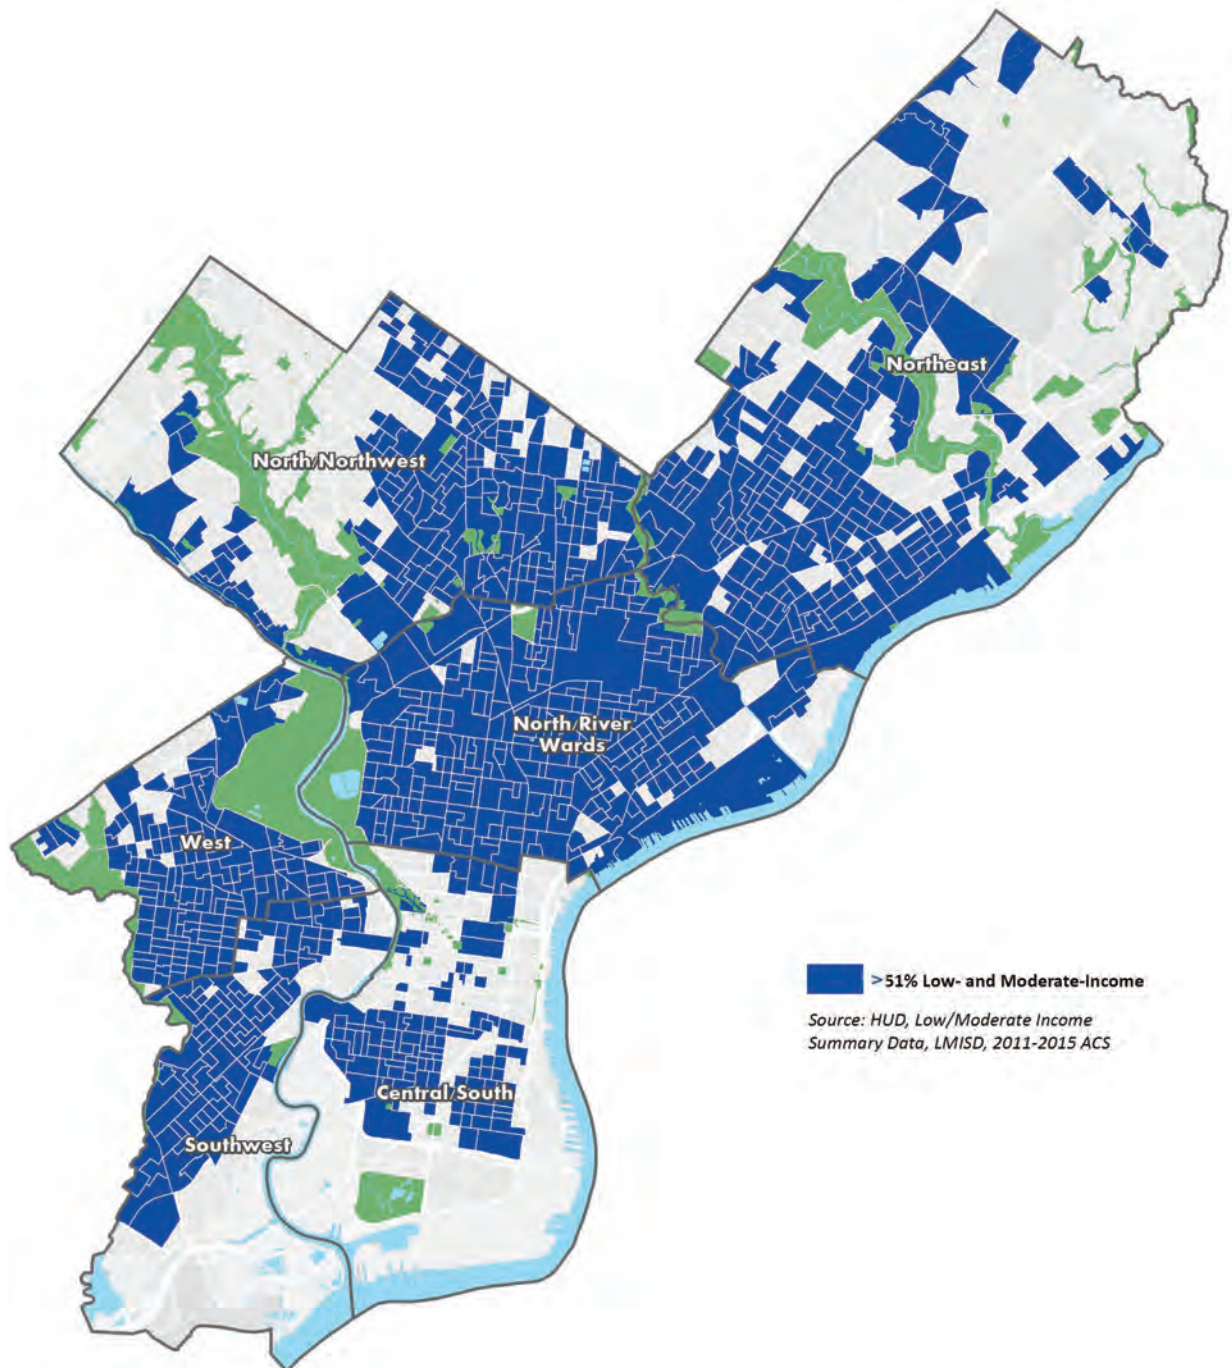 Northeast
North/Northwest
North/River
Wards
West
>51% Low- and Moderate-Income
Source: HUD, Low/Moderate Income
Summary Data, LMISD, 2011-2015 ACS
Central/South
Southwest